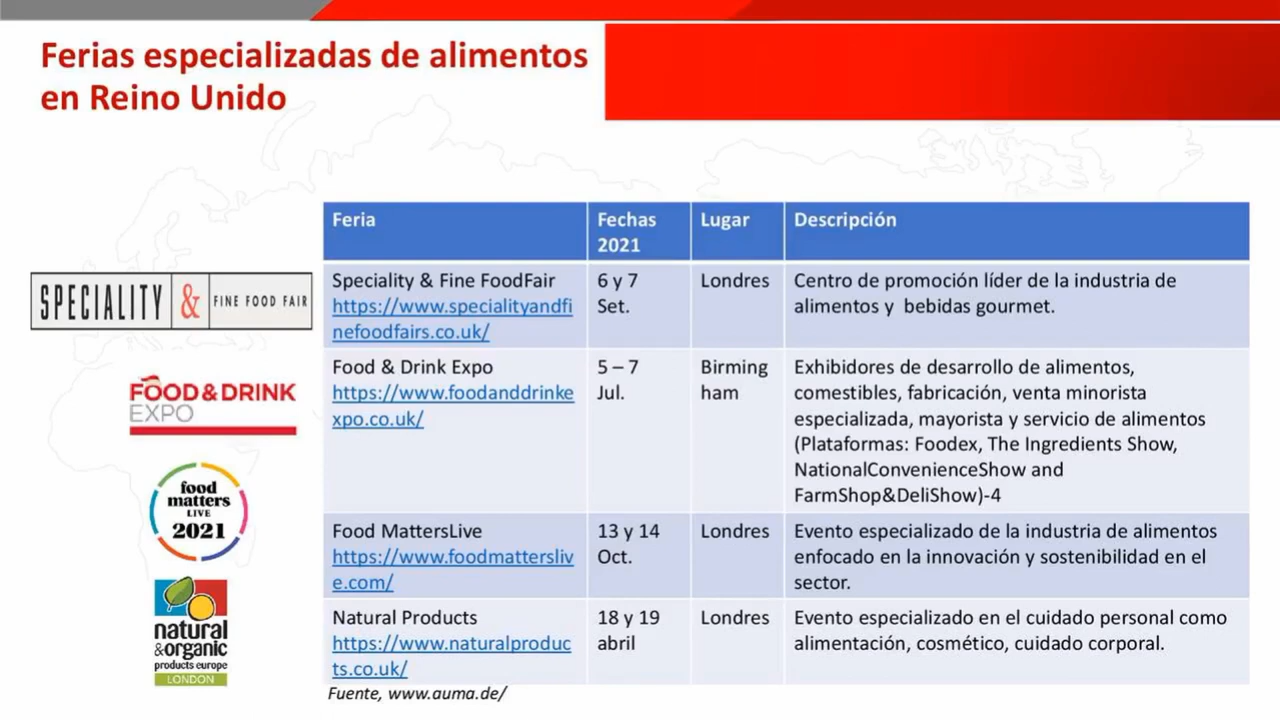 Ferias especializadas de alimentos
en Reino Unido
Feria
Fechas
2021
Lugar
Descripción
SPECIALITY & FINE FOOD FAIR
Speciality & Fine FoodFair
https://www.specialityandfi
nefoodfairs.co.uk/
6 y 7
Set.
Londres
Centro de promoción líder de la industria de
alimentos y bebidas gourmet.
FOOD & DRINK
EXPO
Food & Drink Expo
https://www.foodanddrinke
xpo.co.uk/
5 – 7
Jul.
Birming
ham
Exhibidores de desarrollo de alimentos,
comestibles, fabricación, venta minorista
especializada, mayorista y servicio de alimentos
(Plataformas: Foodex, The Ingredients Show,
NationalConvenienceShow and
FarmShop&DeliShow)-4
food
matters
LIVE
2021
Food MattersLive
https://www.foodmattersliv
e.com/
13 y 14
Oct.
Londres
Evento especializado de la industria de alimentos
enfocado en la innovación y sostenibilidad en el
sector.
natural
&organic
products europe
LONDON
Natural Products
https://www.naturalproduc
ts.co.uk/
18 y 19
abril
Londres
Evento especializado en el cuidado personal como
alimentación, cosmético, cuidado corporal.
Fuente, www.auma.de/